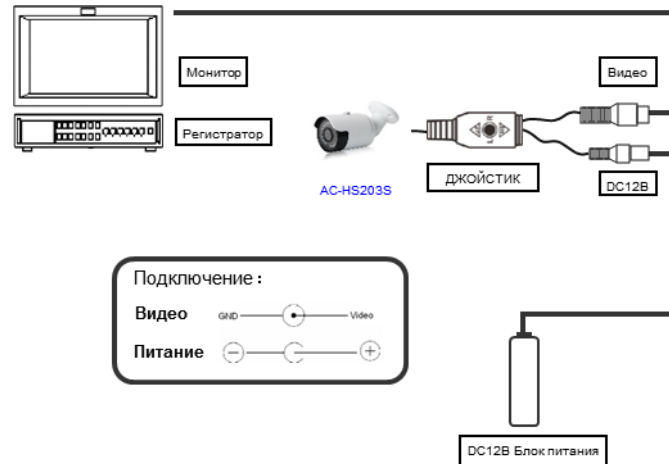 Монитор
Видео
Регистратор
AC-HS203S
ДЖОЙСТИК
DC12В
Подключение:
Видео GND Video
Питание
DC12В Блок питания